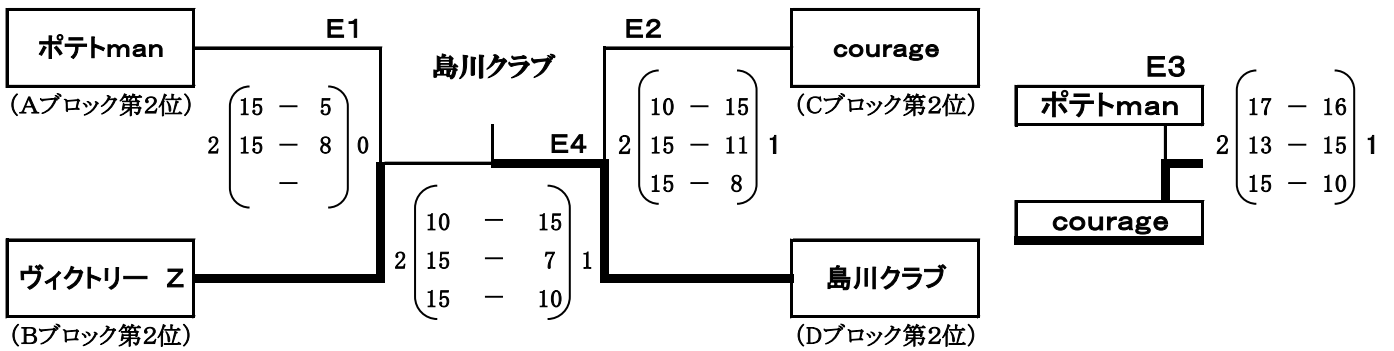 ポテトman
(Aブロック第2位)
E1
島川クラブ
E2
courage
(Cブロック第2位)
E3
ポテトman
courage
2
15 － 5
15 － 8
－
0
2
10 － 15
15 － 11
15 － 8
1
2
17 － 16
13 － 15
15 － 10
1
E4
2
10 － 15
15 － 7
15 － 10
1
ヴィクトリー Z
(Bブロック第2位)
島川クラブ
(Dブロック第2位)